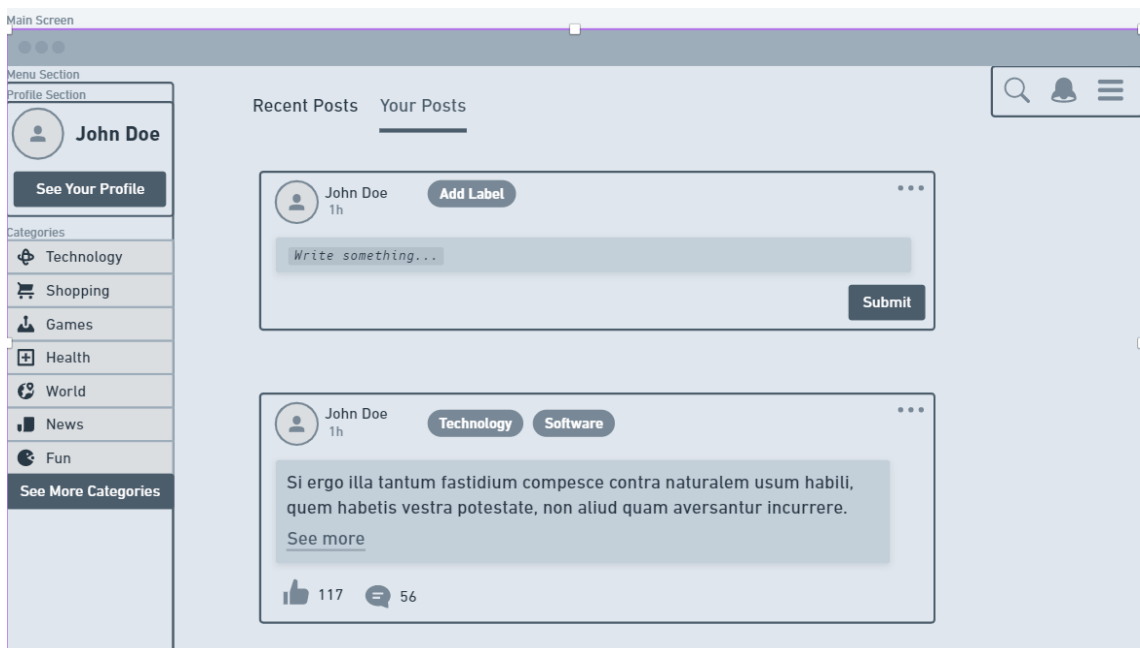 Main Screen
Menu Section
Profile Section
John Doe
See Your Profile
Categories
Technology
Shopping
Games
Health
World
News
Fun
See More Categories
Recent Posts
Your Posts
John Doe
1h
Add Label
Write something...
Submit
John Doe
1h
Technology
Software
Si ergo illa tantum fastidium compesce contra naturalem usum habili,
quem habetis vestra potestate, non aliud quam aversantur incurrere.
See more
117
56